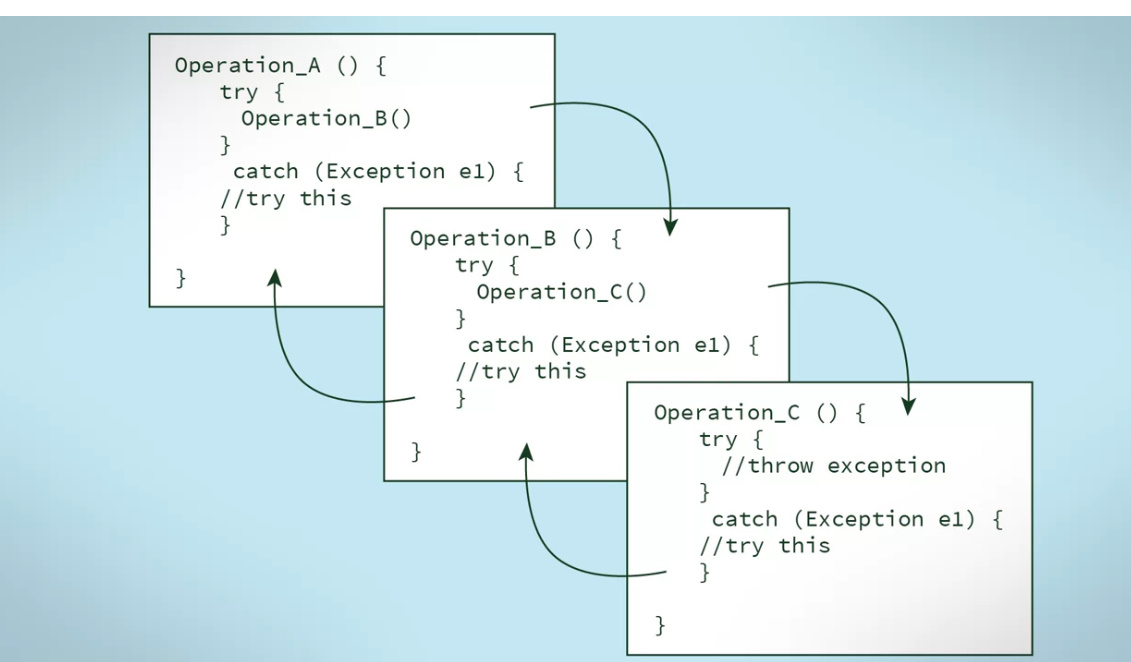 Operation_A () {
try {
Operation_B()
}
catch (Exception e1) {
//try this
}
}
Operation_B () {
try {
Operation_C()
}
catch (Exception e1) {
//try this
}
}
Operation_C () {
try {
//throw exception
}
catch (Exception e1) {
//try this
}
}